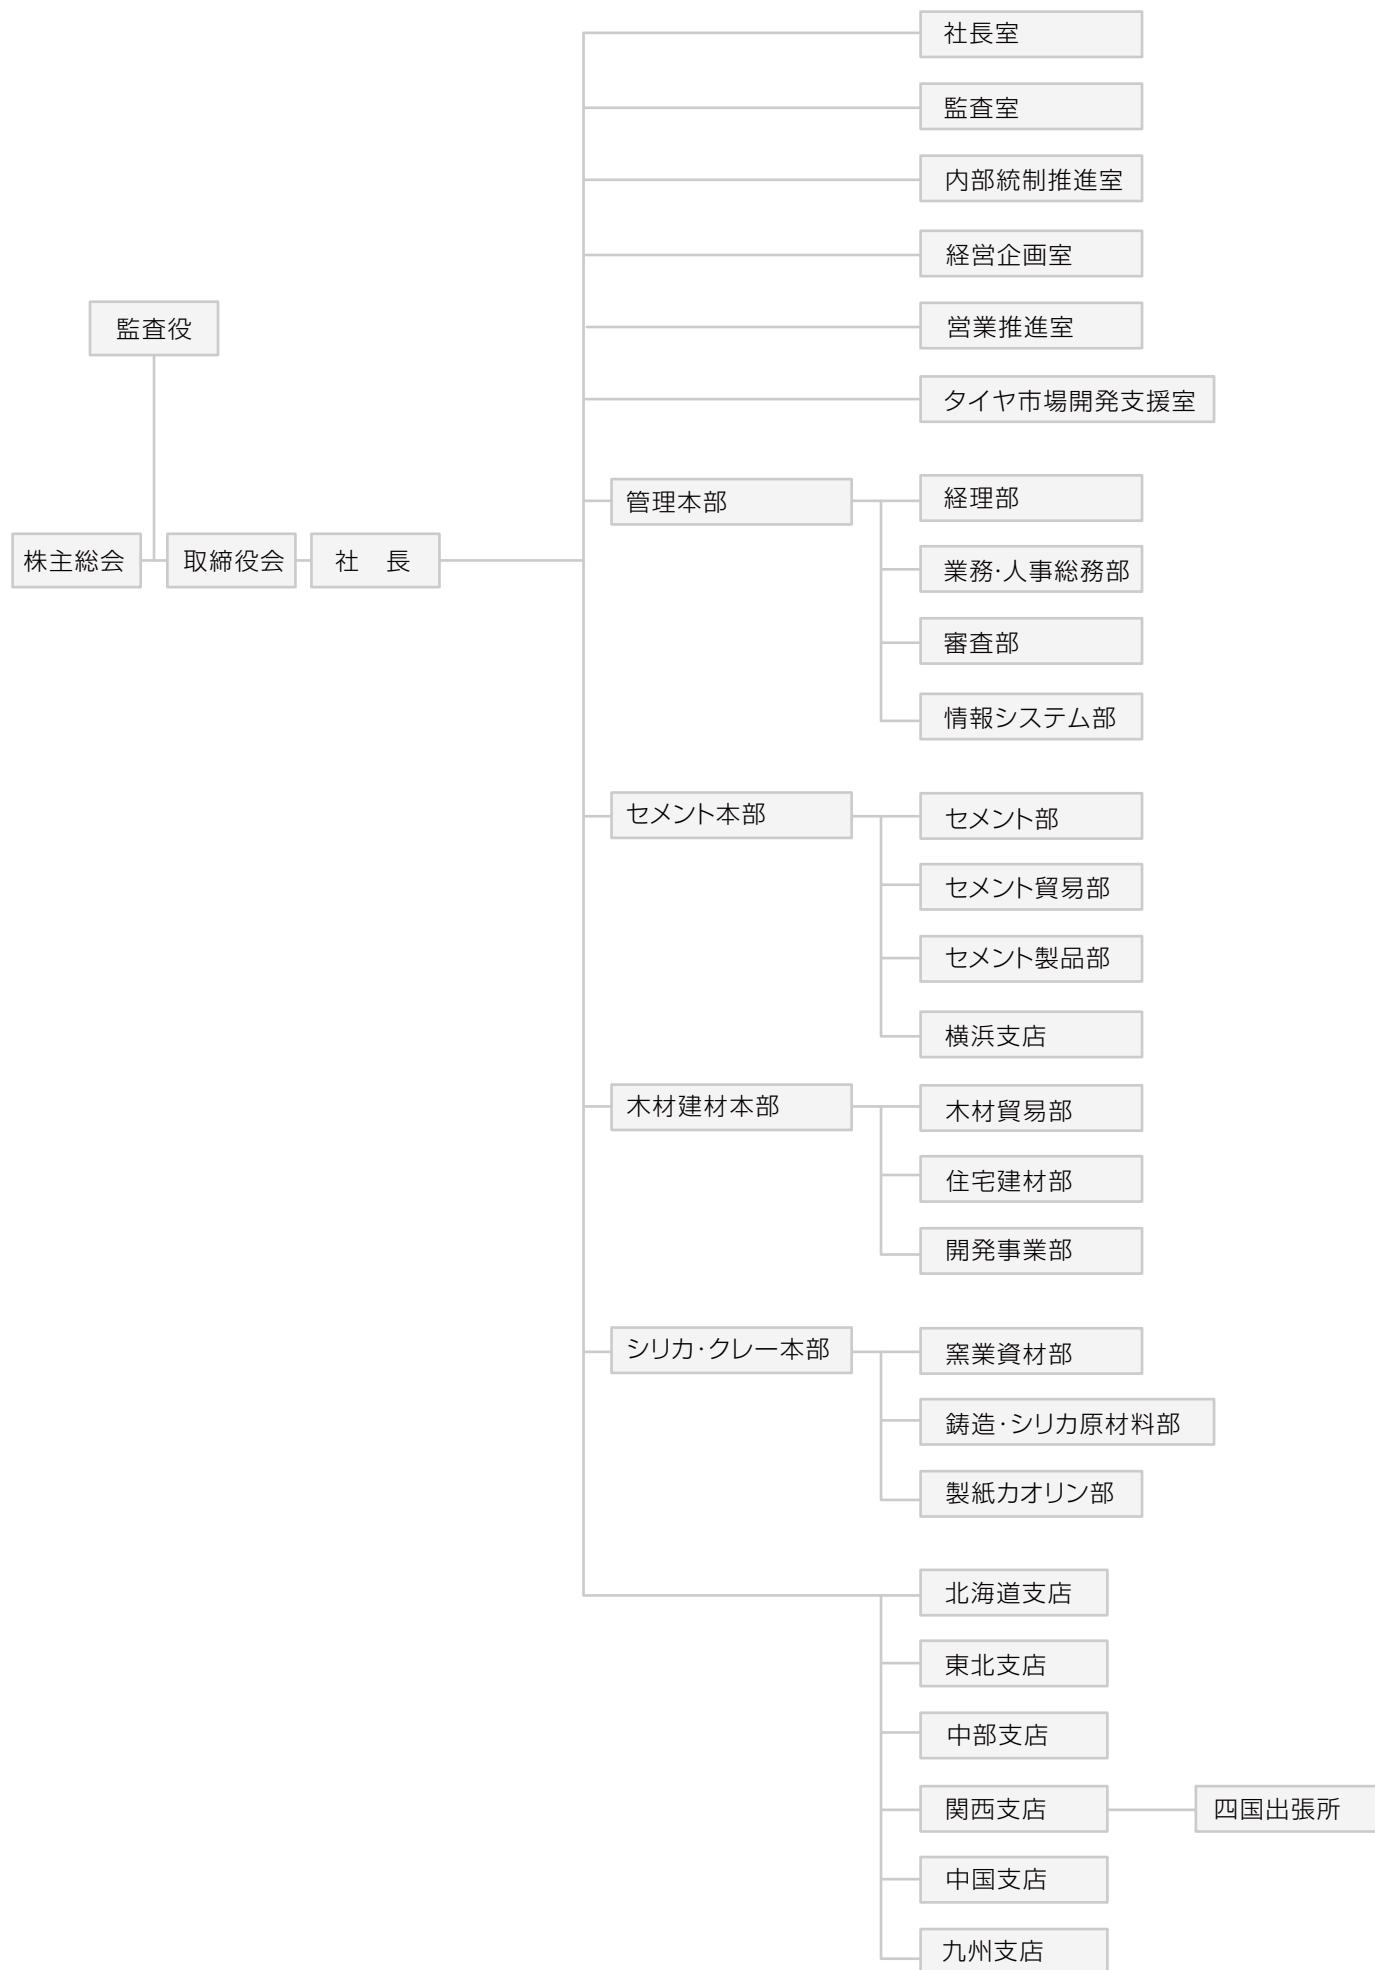 社長室
監査室
内部統制推進室
経営企画室
営業推進室
タイヤ市場開発支援室
監査役
株主総会
取締役会
社　長
管理本部
経理部
業務・人事総務部
審査部
情報システム部
セメント本部
セメント部
セメント貿易部
セメント製品部
横浜支店
木材建材本部
木材貿易部
住宅建材部
開発事業部
シリカ・クレー本部
窯業資材部
鋳造・シリカ原材料部
製紙カオリン部
北海道支店
東北支店
中部支店
関西支店
四国出張所
中国支店
九州支店